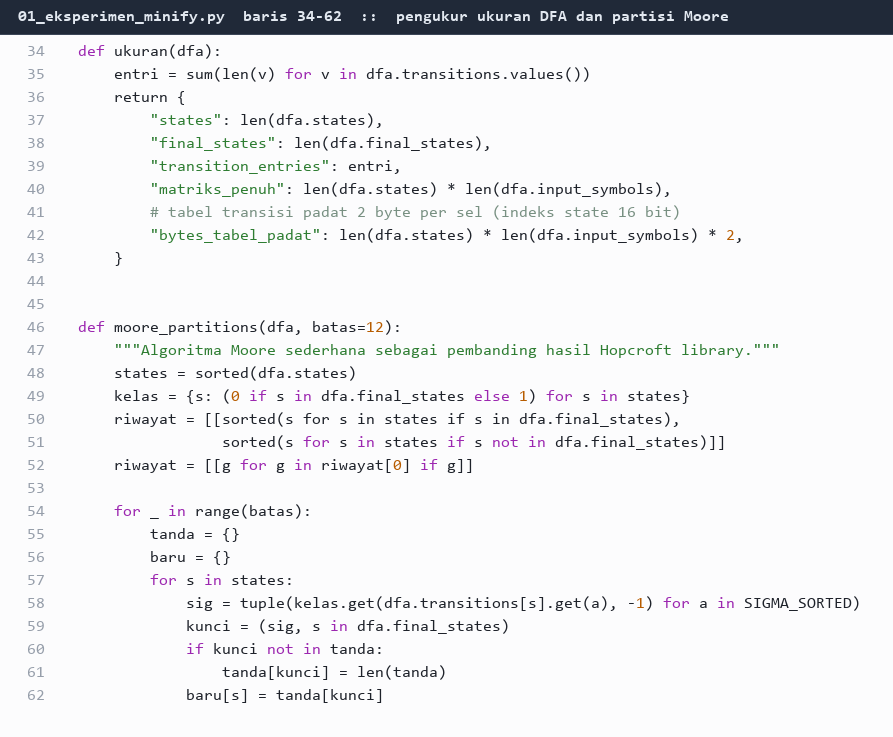 01_eksperimen_minify.py  baris 34-62  ::  pengukur ukuran DFA dan partisi Moore
34    def ukuran(dfa):
35        entri = sum(len(v) for v in dfa.transitions.values())
36        return {
37            "states": len(dfa.states),
38            "final_states": len(dfa.final_states),
39            "transition_entries": entri,
40            "matriks_penuh": len(dfa.states) * len(dfa.input_symbols),
41            # tabel transisi padat 2 byte per sel (indeks state 16 bit)
42            "bytes_tabel_padat": len(dfa.states) * len(dfa.input_symbols) * 2,
43        }
44
45
46    def moore_partitions(dfa, batas=12):
47        """Algoritma Moore sederhana sebagai pembanding hasil Hopcroft library."""
48        states = sorted(dfa.states)
49        kelas = {s: (0 if s in dfa.final_states else 1) for s in states}
50        riwayat = [[sorted(s for s in states if s in dfa.final_states),
51                    sorted(s for s in states if s not in dfa.final_states)]]
52        riwayat = [[g for g in riwayat[0] if g]]
53
54        for _ in range(batas):
55            tanda = {}
56            baru = {}
57            for s in states:
58                sig = tuple(kelas.get(dfa.transitions[s].get(a), -1) for a in SIGMA_SORTED)
59                kunci = (sig, s in dfa.final_states)
60                if kunci not in tanda:
61                    tanda[kunci] = len(tanda)
62                baru[s] = tanda[kunci]